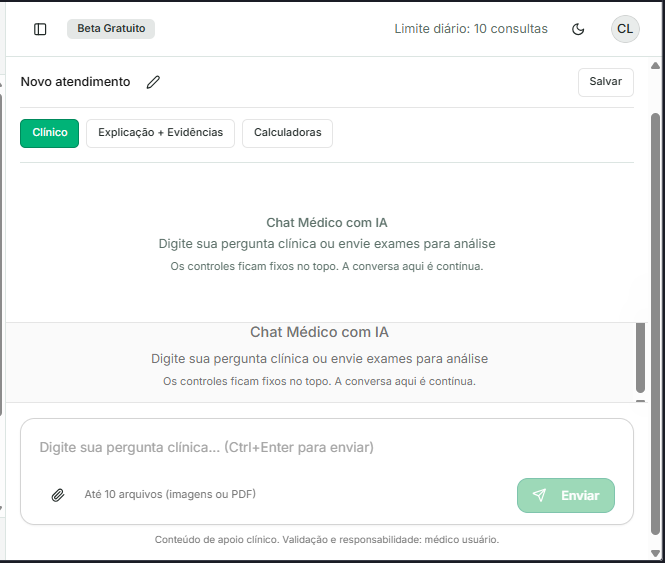 Beta Gratuito
Limite diário: 10 consultas
CL
Novo atendimento
Salvar
Clínico
Explicação + Evidências
Calculadoras
Chat Médico com IA
Digite sua pergunta clínica ou envie exames para análise
Os controles ficam fixos no topo. A conversa aqui é contínua.
Chat Médico com IA
Digite sua pergunta clínica ou envie exames para análise
Os controles ficam fixos no topo. A conversa aqui é contínua.
Digite sua pergunta clínica... (Ctrl+Enter para enviar)
Até 10 arquivos (imagens ou PDF)
Enviar
Conteúdo de apoio clínico. Validação e responsabilidade: médico usuário.